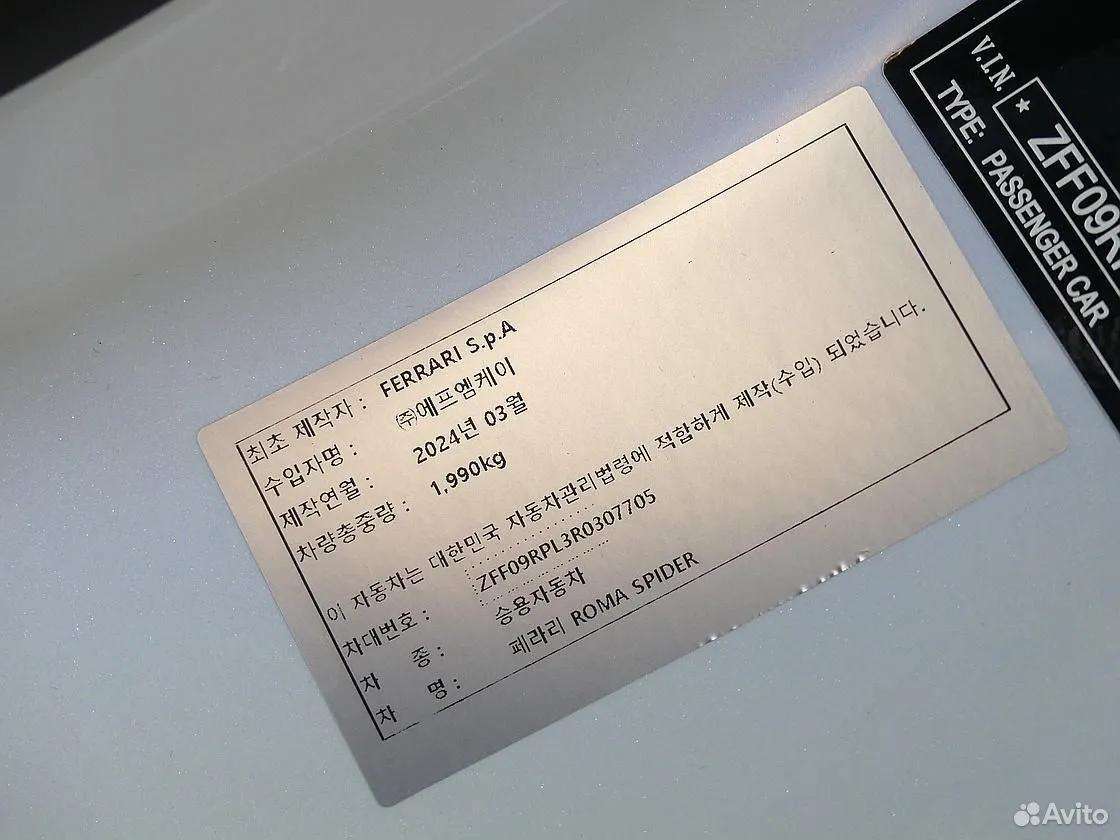 최초 제작자 : FERRARI S.p.A
수입자명 : ㈜에프엠케이
제작연월 : 2024년 03월
차량총중량 : 1,990kg
이 자동차는 대한민국 자동차관리법령에 적합하게 제작(수입) 되었습니다.
차대번호 : ZFF09RPL3R0307705
차 종 : 승용자동차
차 명 : 페라리 ROMA SPIDER
V.I.N. ★ ZFF09R
TYPE: PASSENGER CAR
Avito